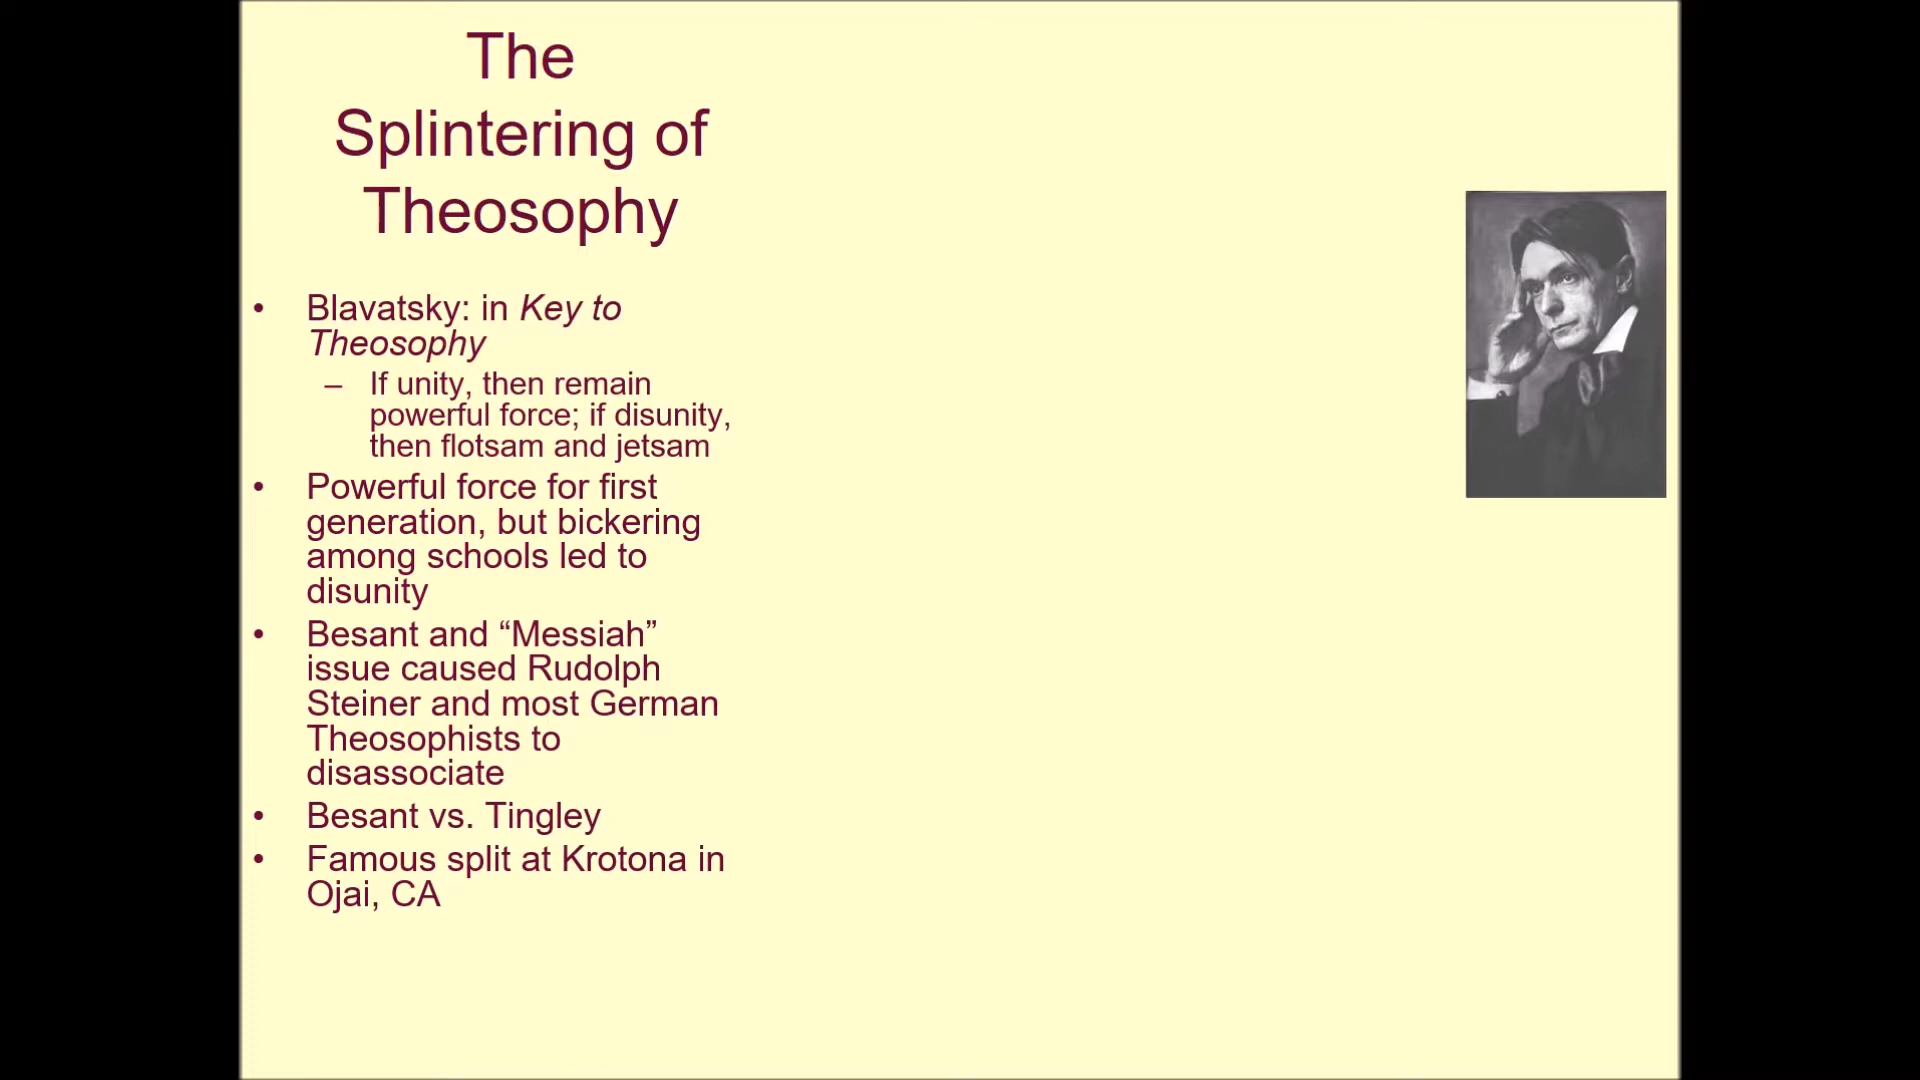 The
Splintering of
Theosophy
• Blavatsky: in Key to
Theosophy
– If unity, then remain
powerful force; if disunity,
then flotsam and jetsam
• Powerful force for first
generation, but bickering
among schools led to
disunity
• Besant and “Messiah”
issue caused Rudolph
Steiner and most German
Theosophists to
disassociate
• Besant vs. Tingley
• Famous split at Krotona in
Ojai, CA